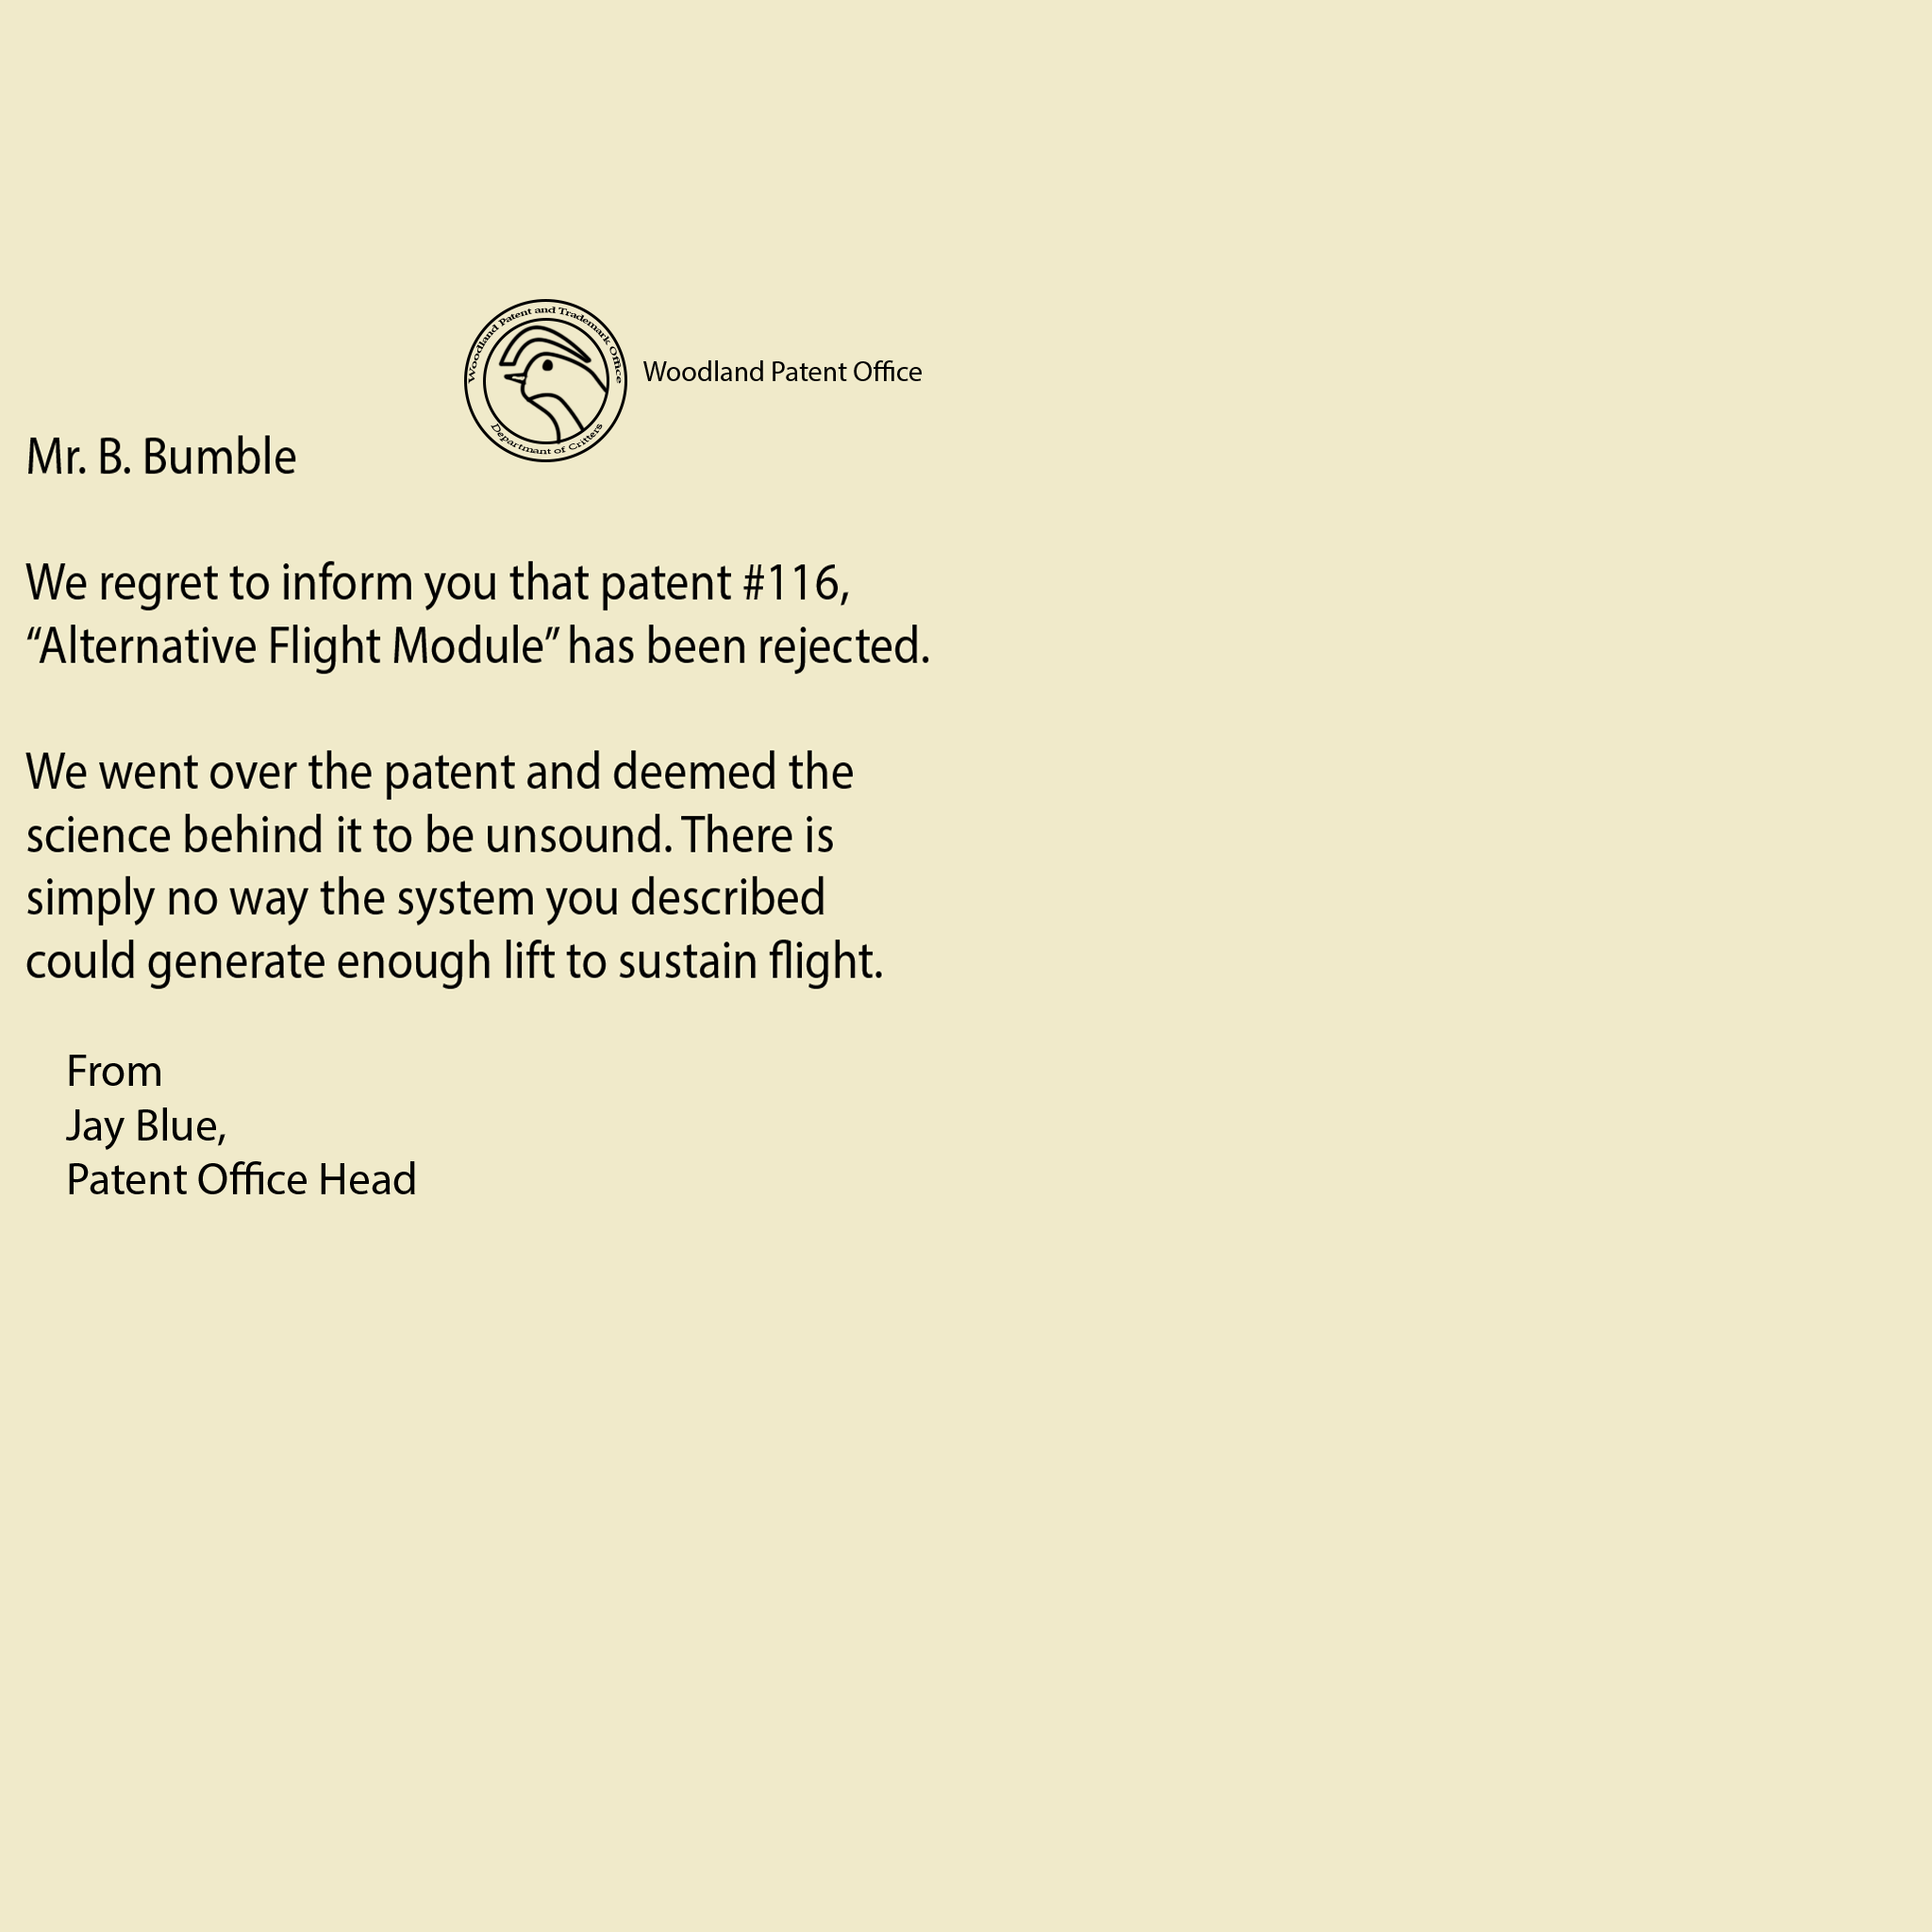 Woodland Patent and Trademark Office
Departmant of Critters
Woodland Patent Office
Mr. B. Bumble
We regret to inform you that patent #116,
“Alternative Flight Module” has been rejected.
We went over the patent and deemed the
science behind it to be unsound. There is
simply no way the system you described
could generate enough lift to sustain flight.
From
Jay Blue,
Patent Office Head